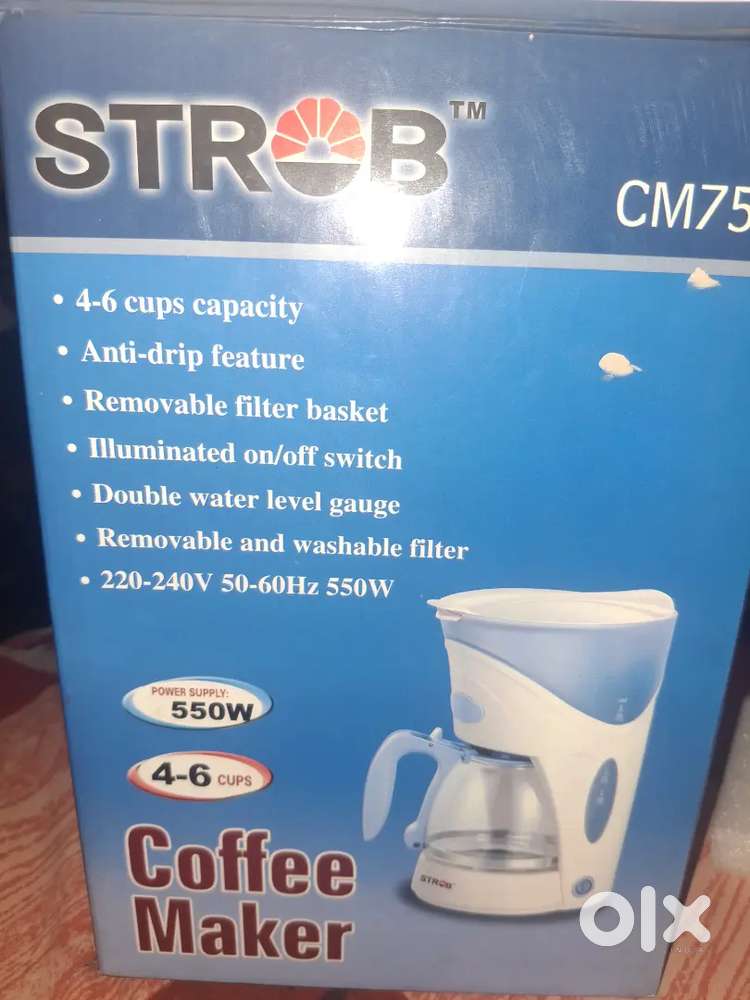 STROB™
CM75
• 4-6 cups capacity
• Anti-drip feature
• Removable filter basket
• Illuminated on/off switch
• Double water level gauge
• Removable and washable filter
• 220-240V 50-60Hz 550W
POWER SUPPLY:
550W
4-6 CUPS
Coffee
Maker
STROB
olx
INDIA